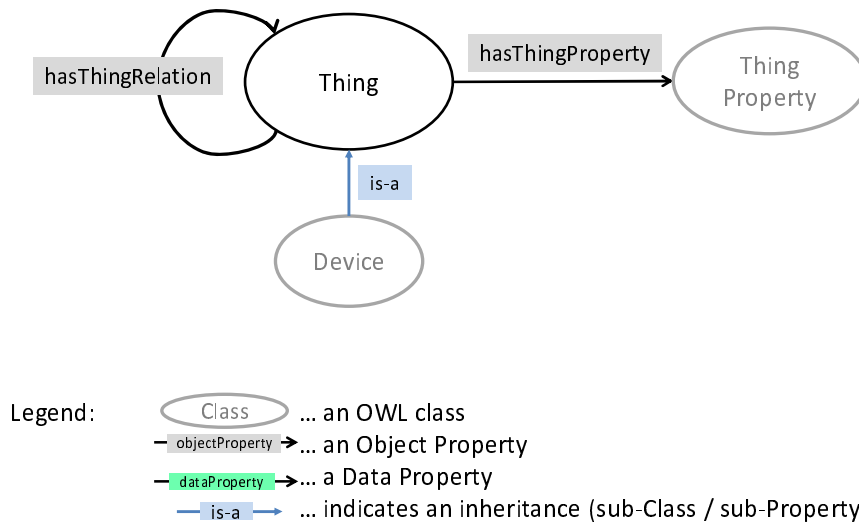 hasThingRelation
Thing
hasThingProperty
Thing
Property
is-a
Device
Legend:
Class
... an OWL class
objectProperty
... an Object Property
dataProperty
... a Data Property
is-a
... indicates an inheritance (sub-Class / sub-Property